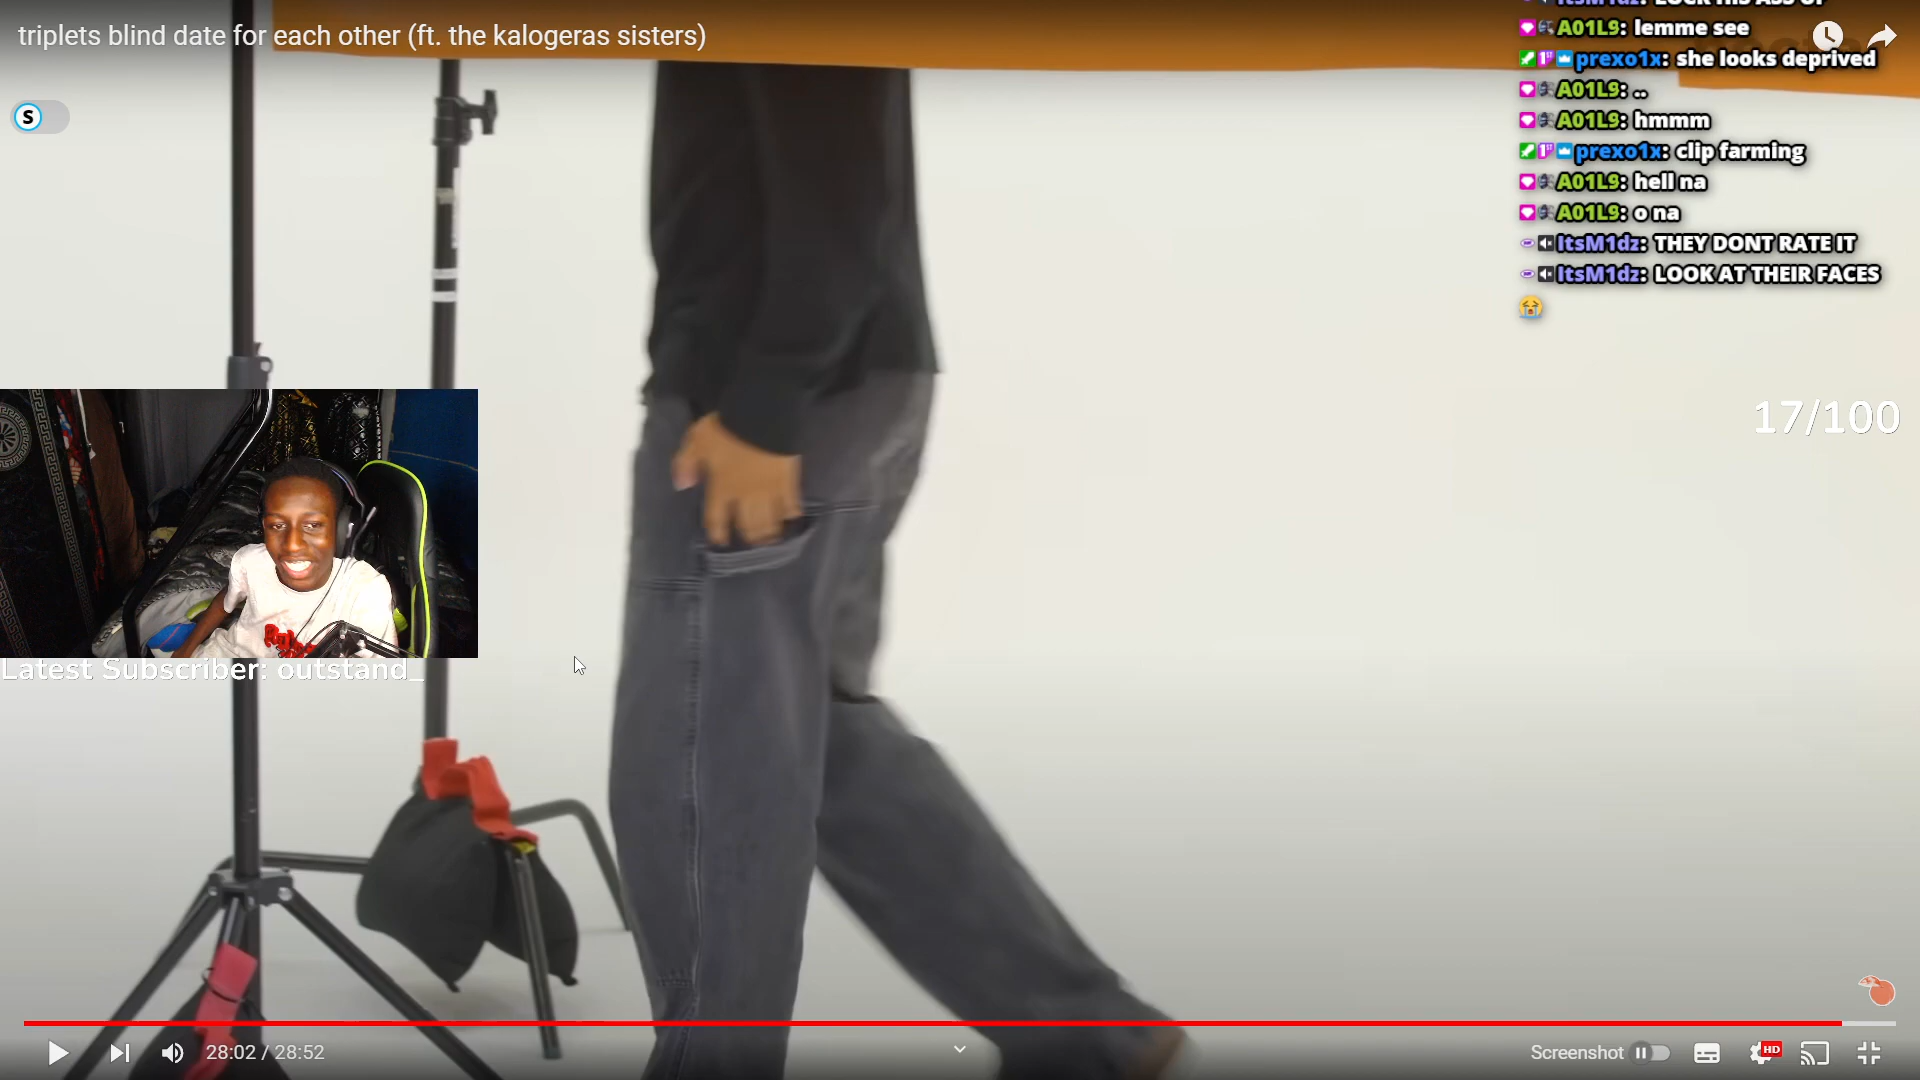 triplets blind date for each other (ft. the kalogeras sisters)
A01L9: lemme see
prexo1x: she looks deprived
A01L9: ..
A01L9: hmmm
prexo1x: clip farming
A01L9: hell na
A01L9: o na
ItsM1dz: THEY DONT RATE IT
ItsM1dz: LOOK AT THEIR FACES
😭
S
17/100
Latest Subscriber: outstand_
28:02 / 28:52
Screenshot
HD